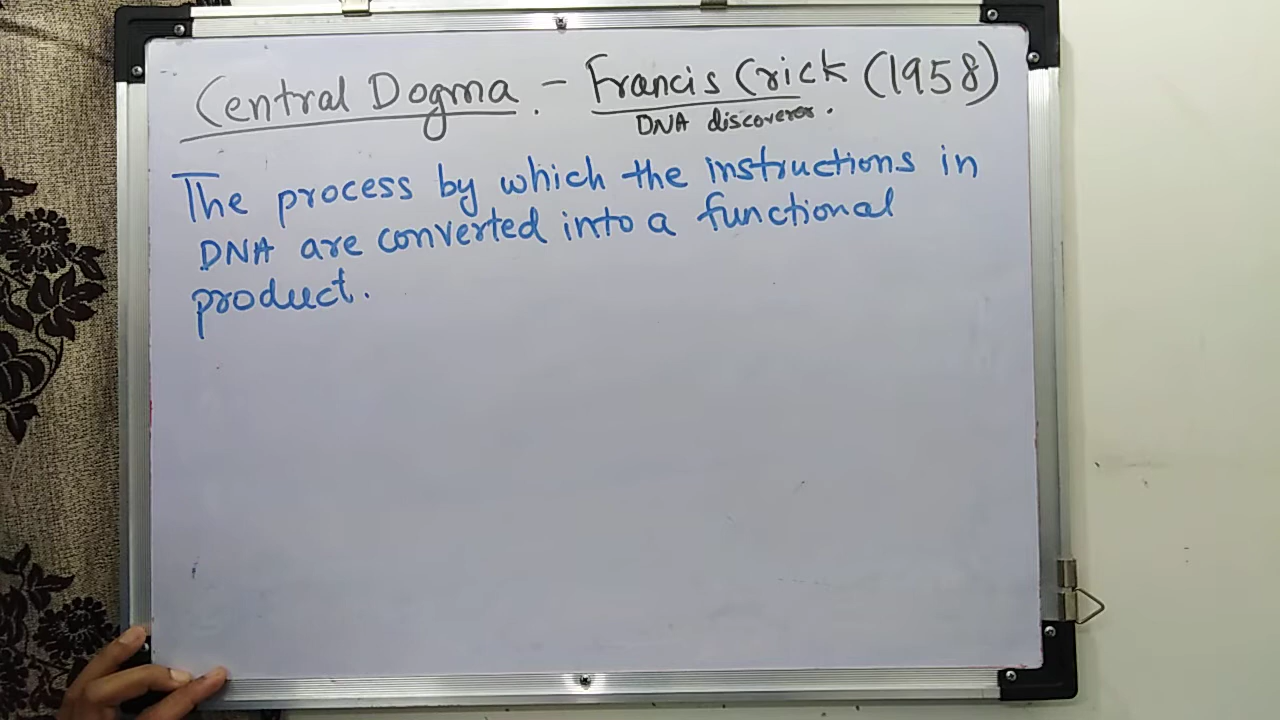 Central Dogma. - Francis Crick (1958)
DNA discoverer.
The process by which the instructions in
DNA are converted into a functional
product.